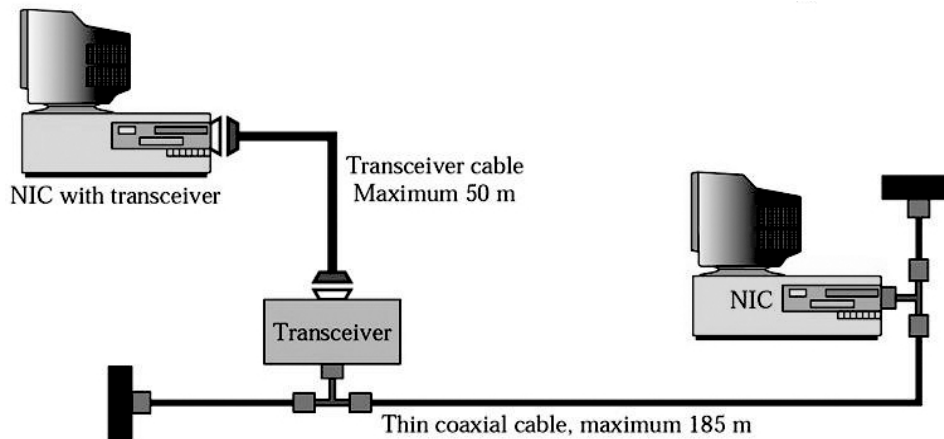 NIC with transceiver
Transceiver cable
Maximum 50 m
NIC
Transceiver
Thin coaxial cable, maximum 185 m